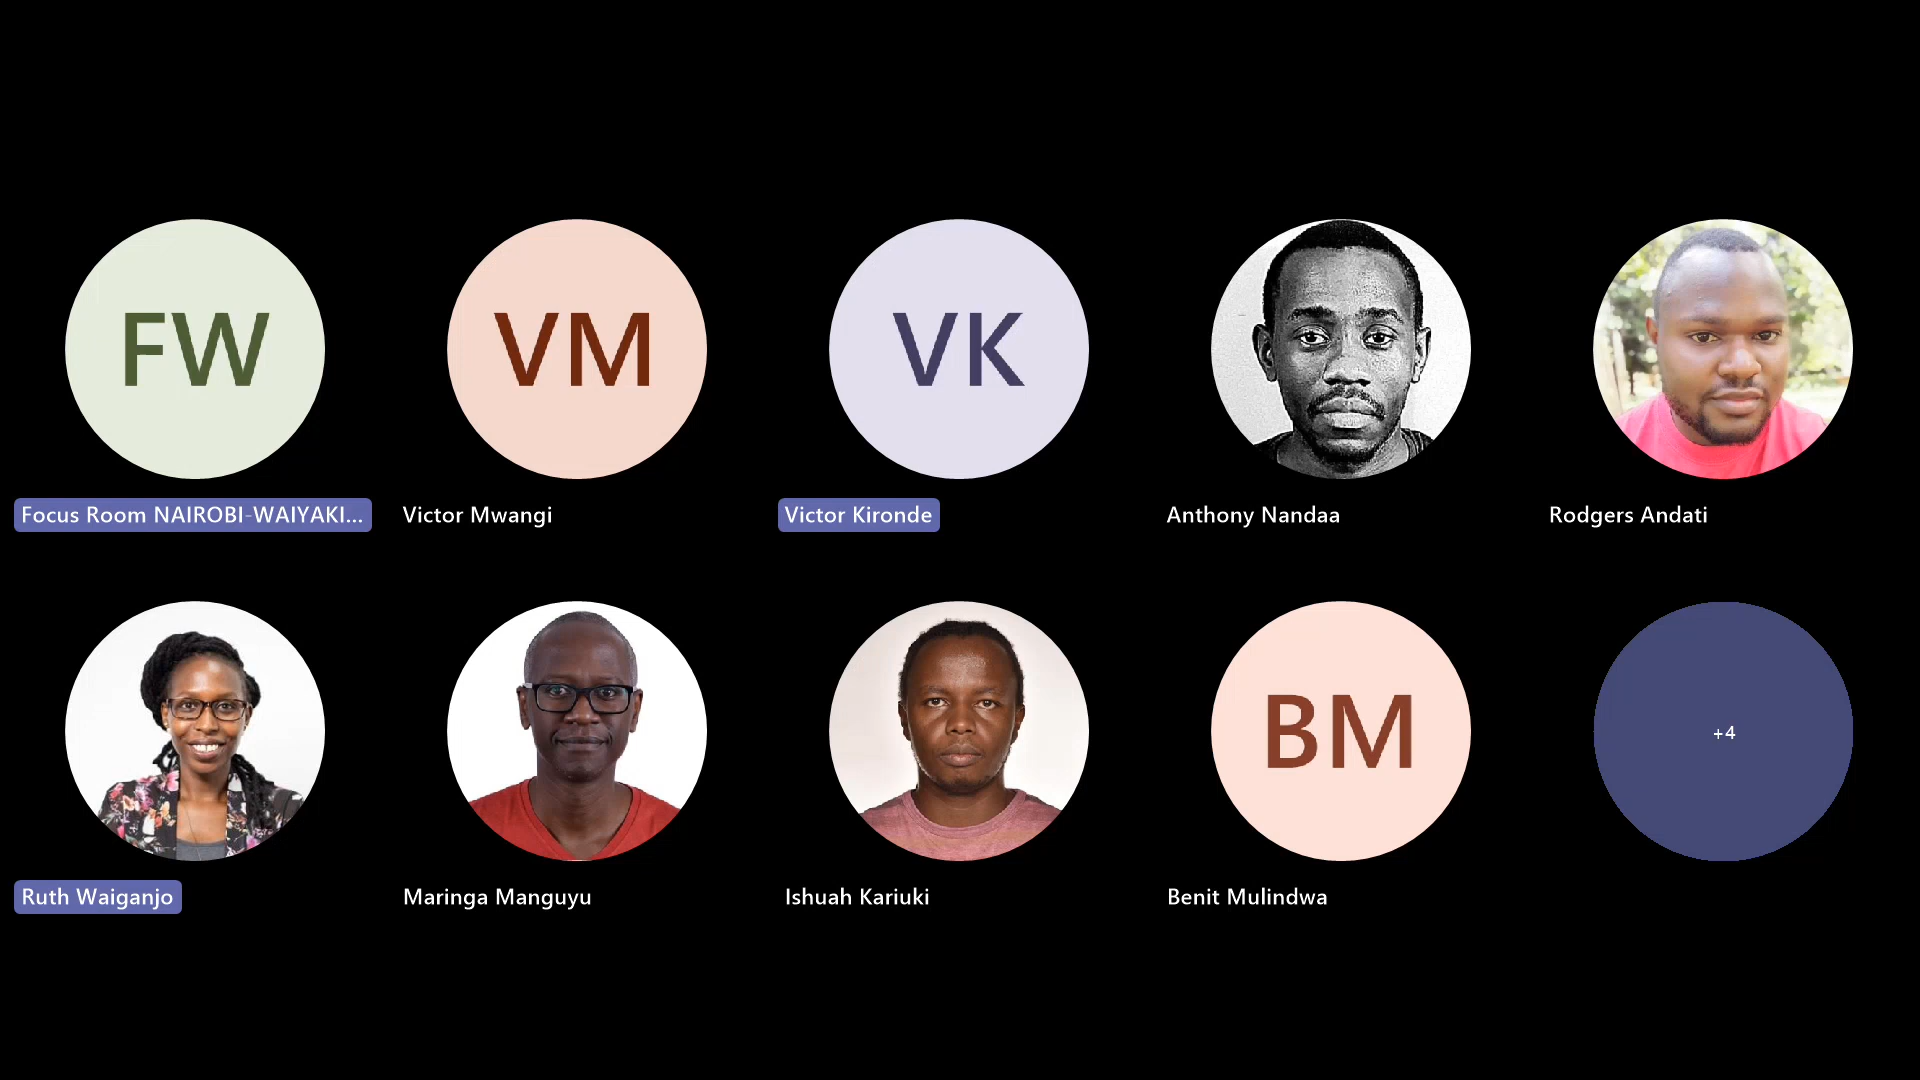 FW
VM
VK
Focus Room NAIROBI-WAIYAKI...
Victor Mwangi
Victor Kironde
Anthony Nandaa
Rodgers Andati
BM
+4
Ruth Waiganjo
Maringa Manguyu
Ishuah Kariuki
Benit Mulindwa